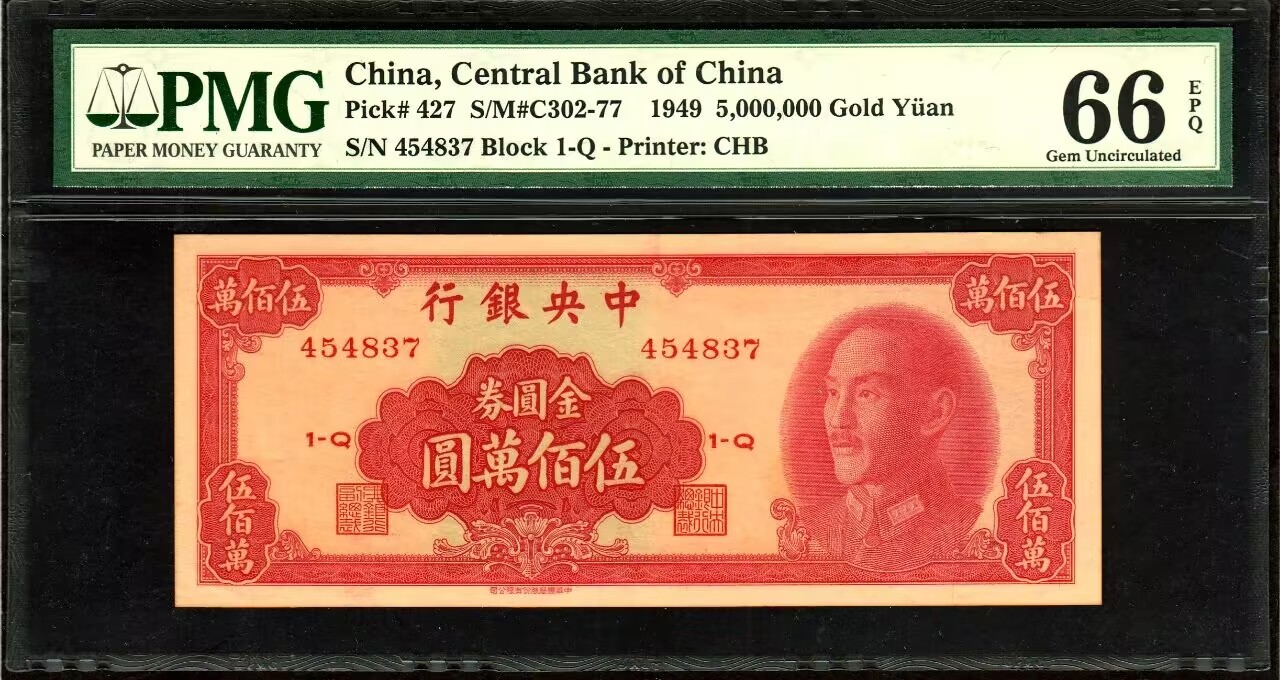 PMG
PAPER MONEY GUARANTY
China, Central Bank of China
Pick# 427 S/M#C302-77 1949 5,000,000 Gold Yüan
S/N 454837 Block 1-Q - Printer: CHB
66
EPQ
Gem Uncirculated
伍佰萬
中央銀行
伍佰萬
454837
454837
金圓券
1-Q
1-Q
伍佰萬圓
伍佰萬
伍佰萬